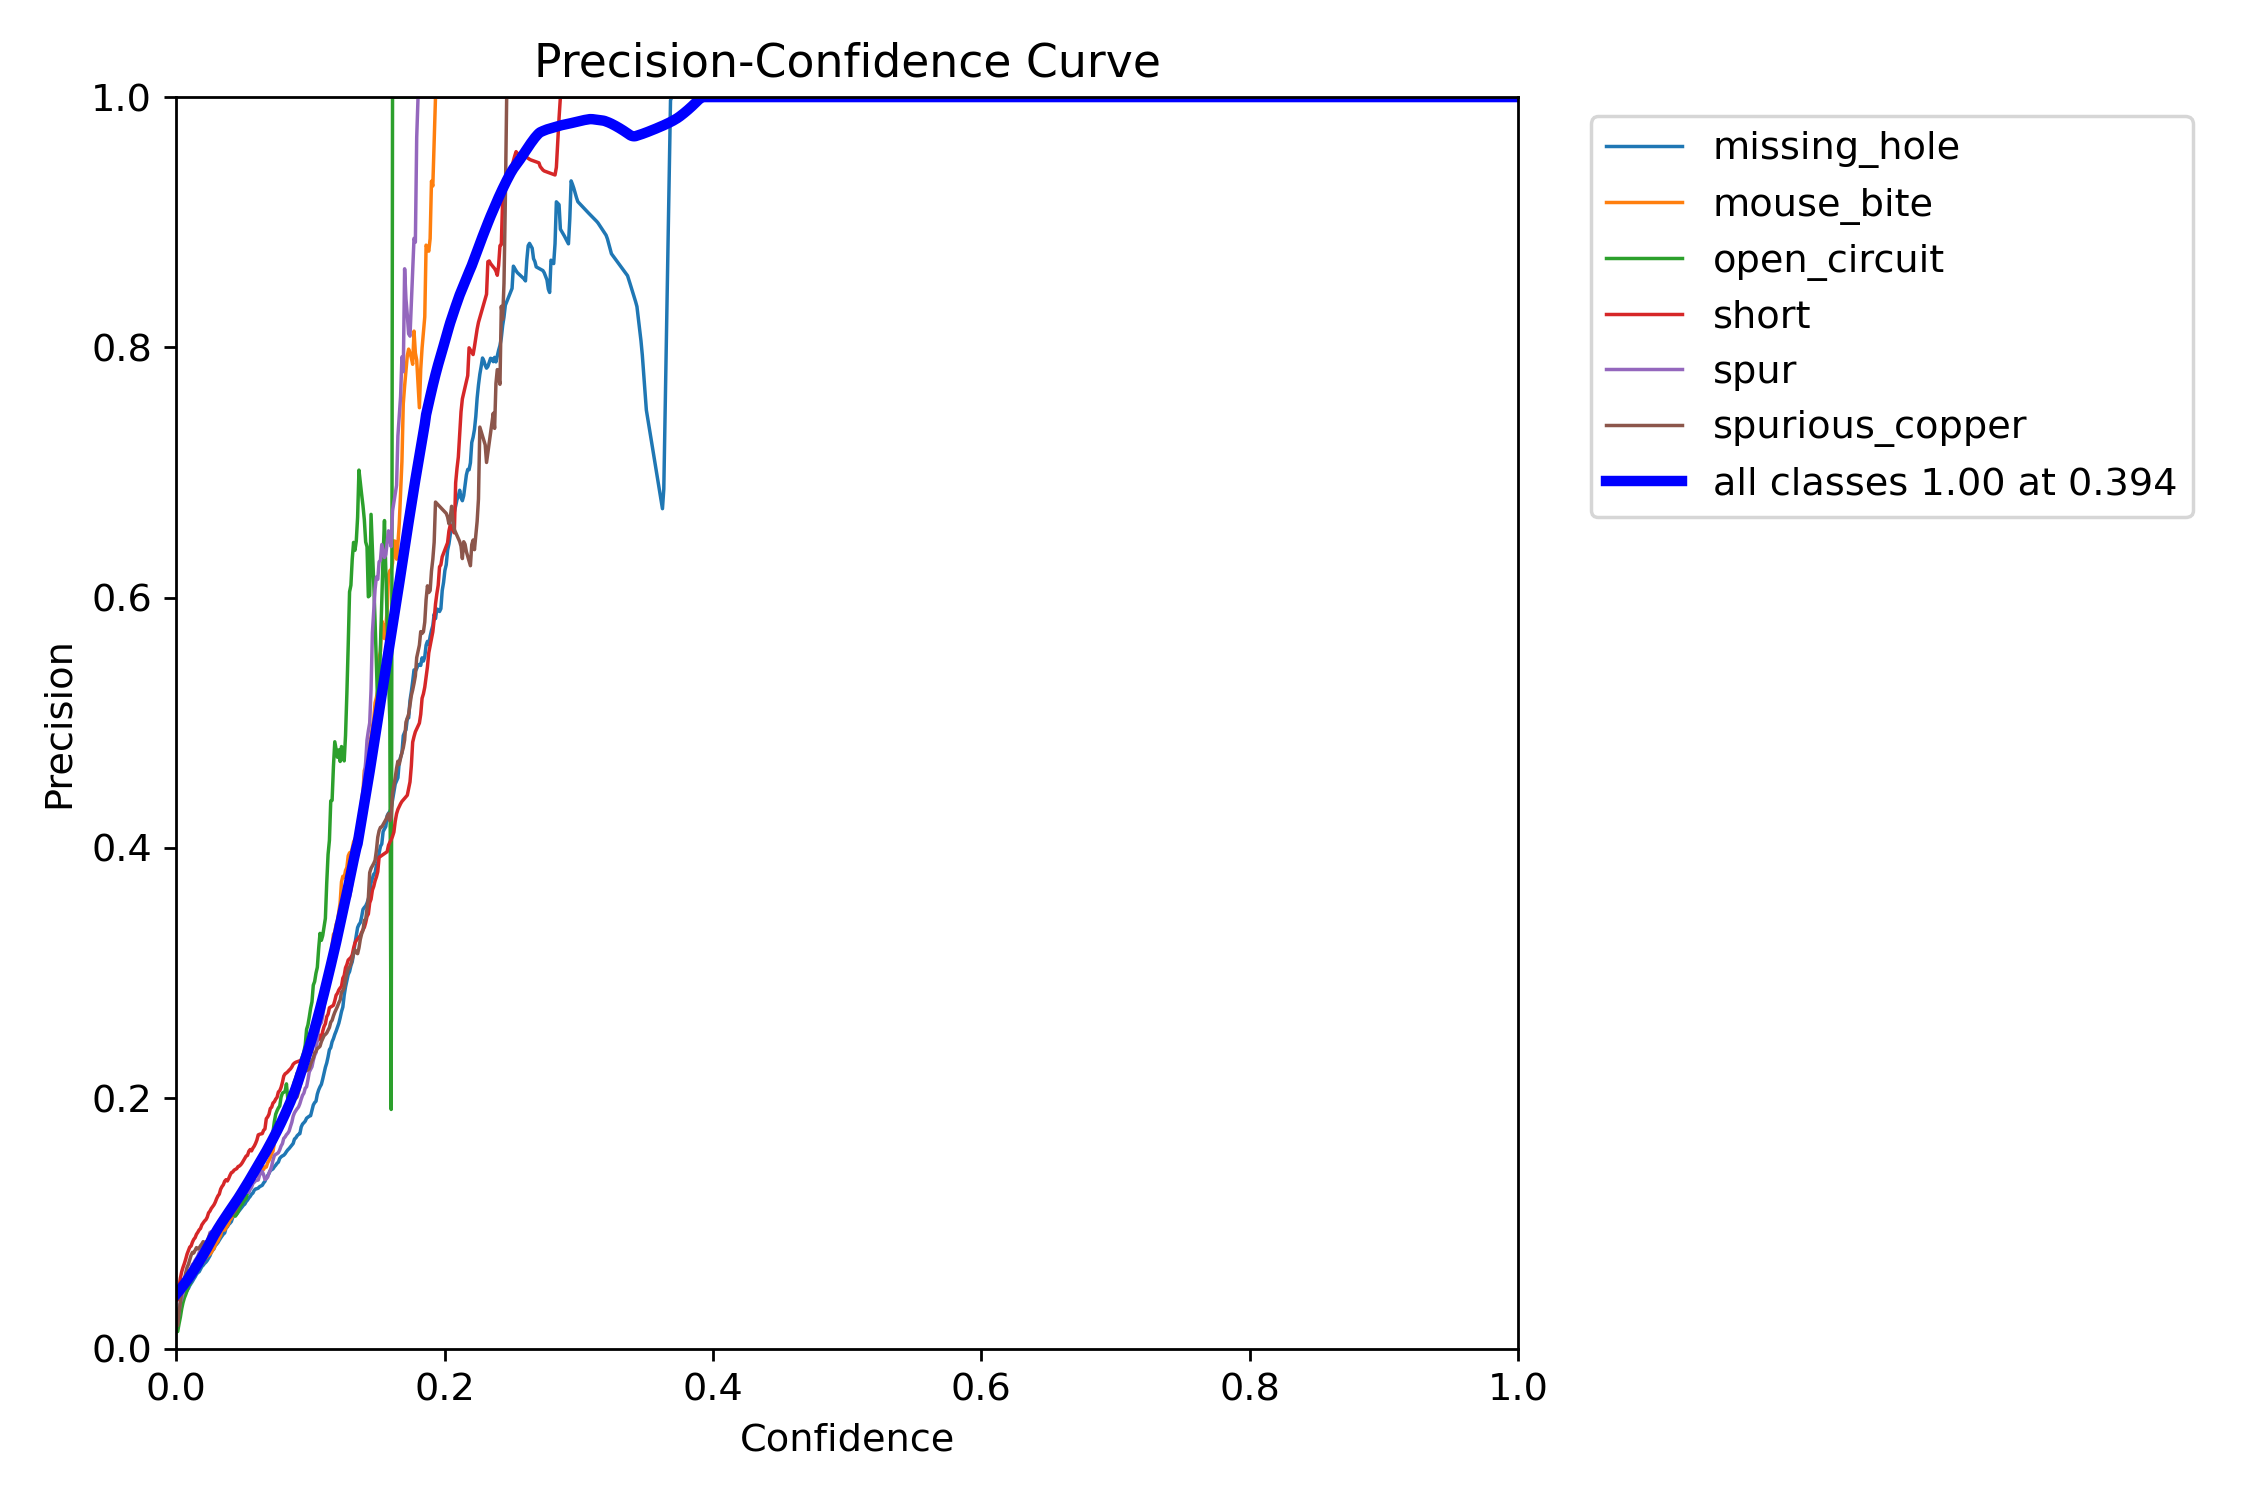 Precision-Confidence Curve
1.0
0.8
0.6
0.4
0.2
0.0
Precision
0.0 0.2 0.4 0.6 0.8 1.0
Confidence
missing_hole
mouse_bite
open_circuit
short
spur
spurious_copper
all classes 1.00 at 0.394